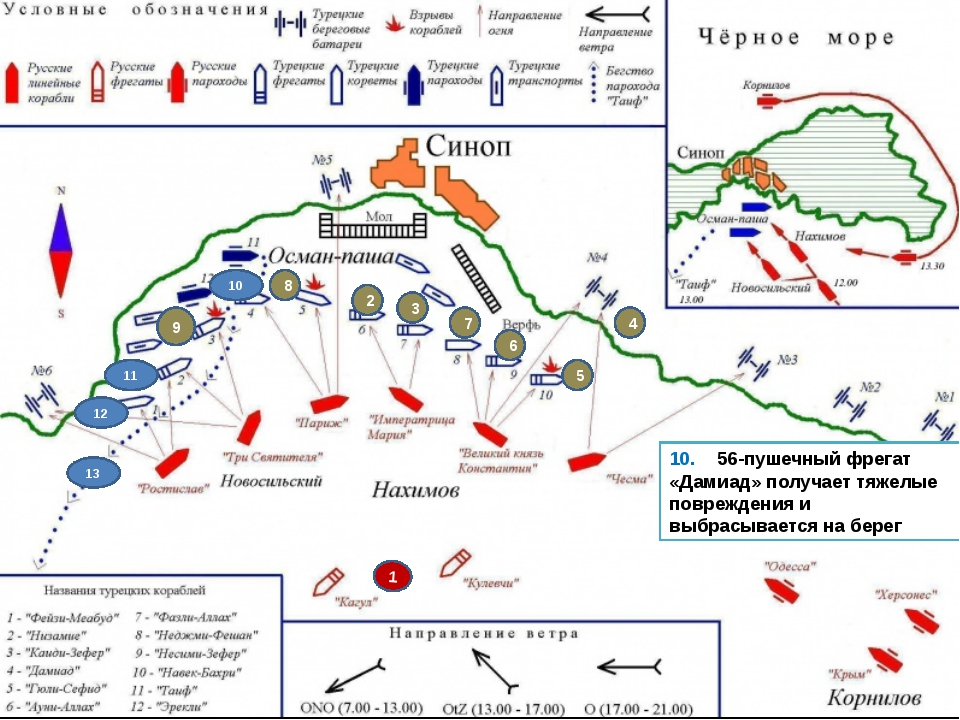 Условные обозначения
Турецкие
береговые
батареи
Взрывы
кораблей
Направление
огня
Направление
ветра
Русские
линейные
корабли
Русские
фрегаты
Русские
пароходы
Турецкие
фрегаты
Турецкие
корветы
Турецкие
пароходы
Турецкие
транспорты
Бегство
парохода
"Таиф"
Чёрное море
Корнилов
Синоп
Осман-паша
Нахимов
"Таиф"
13.00
Новосильский
12.00
13.30
N
S
№5
Синоп
Мол
11
Осман-паша
№4
12
10
8
4
5
2
6
3
7
7
8
Верфь
6
9
4
5
10
9
3
11
2
12
1
13
№6
№3
№2
№1
"Париж"
"Императрица
Мария"
"Три Святителя"
"Великий князь
Константин"
"Ростислав"
Новосильский
Нахимов
"Чесма"
10. 56-пушечный фрегат
«Дамиад» получает тяжелые
повреждения и
выбрасывается на берег
1
"Кагул"
"Кулевчи"
"Одесса"
"Херсонес"
"Крым"
Корнилов
Названия турецких кораблей
1 - "Фейзи-Меабуд"
2 - "Низамие"
3 - "Каиди-Зефер"
4 - "Дамиад"
5 - "Гюли-Сефид"
6 - "Ауни-Аллах"
7 - "Фазли-Аллах"
8 - "Неджми-Фешан"
9 - "Несими-Зефер"
10 - "Навек-Бахри"
11 - "Таиф"
12 - "Эрекли"
Направление ветра
ONO (7.00 - 13.00)
OtZ (13.00 - 17.00)
O (17.00 - 21.00)